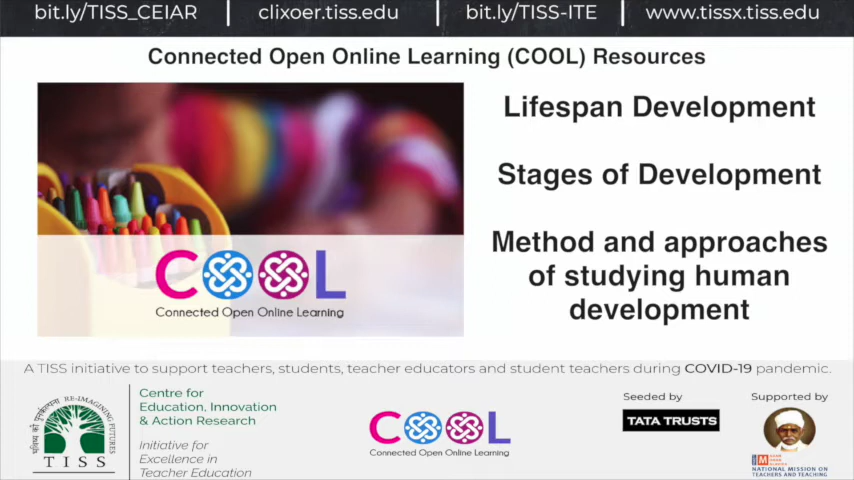 bit.ly/TISS_CEIAR | clixoer.tiss.edu | bit.ly/TISS-ITE | www.tissx.tiss.edu
Connected Open Online Learning (COOL) Resources
COOL
Connected Open Online Learning
Lifespan Development
Stages of Development
Method and approaches
of studying human
development
A TISS initiative to support teachers, students, teacher educators and student teachers during COVID-19 pandemic.
RE-IMAGINING FUTURES
TISS
Centre for
Education, Innovation
& Action Research
Initiative for
Excellence in
Teacher Education
COOL
Connected Open Online Learning
Seeded by
TATA TRUSTS
Supported by
NATIONAL MISSION ON
TEACHERS AND TEACHING